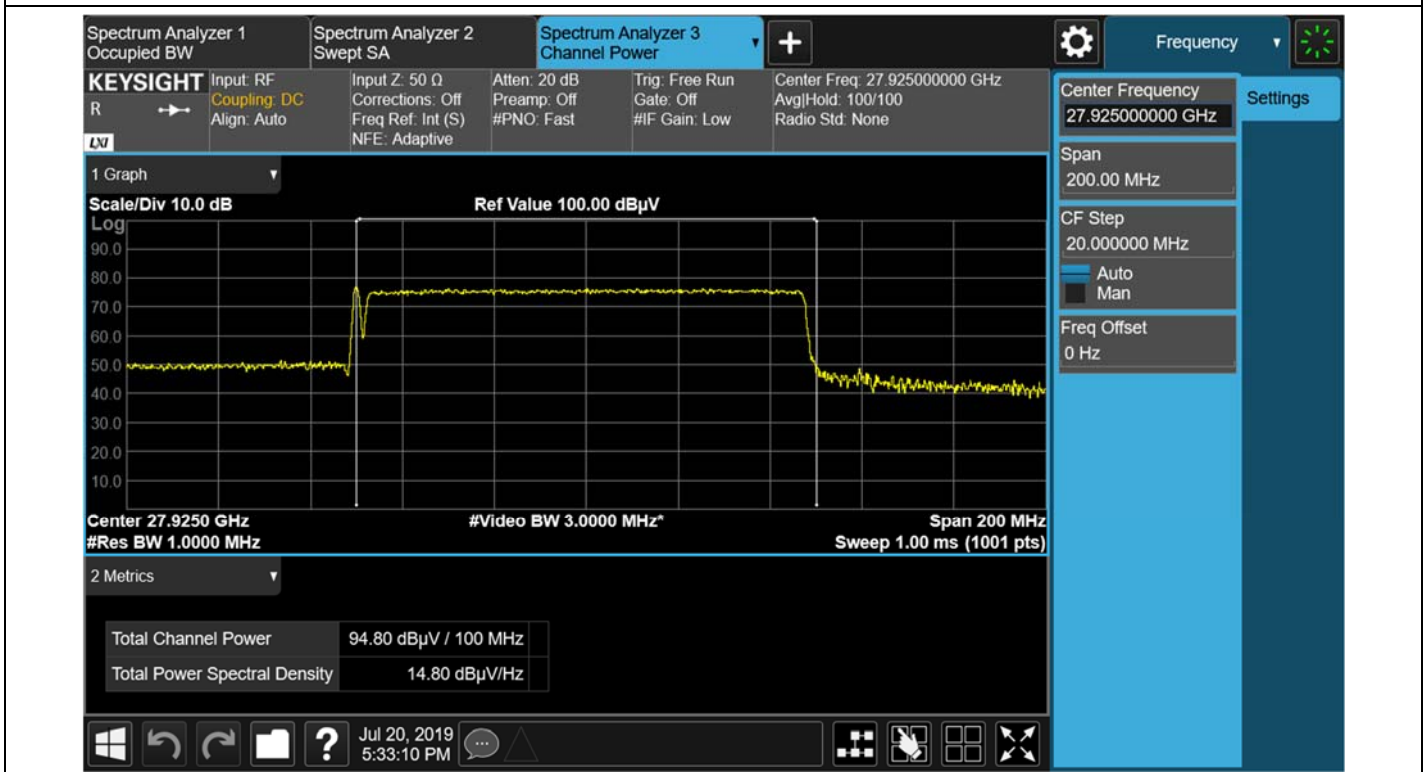 Spectrum Analyzer 1
Occupied BW
Spectrum Analyzer 2
Swept SA
Spectrum Analyzer 3
Channel Power
Frequency
KEYSIGHT
R
LXI
Input: RF
Coupling: DC
Align: Auto
Input Z: 50 Ω
Corrections: Off
Freq Ref: Int (S)
NFE: Adaptive
Atten: 20 dB
Preamp: Off
#PNO: Fast
Trig: Free Run
Gate: Off
#IF Gain: Low
Center Freq: 27.925000000 GHz
Avg|Hold: 100/100
Radio Std: None
Center Frequency
27.925000000 GHz
Settings
Span
200.00 MHz
CF Step
20.000000 MHz
Auto
Man
Freq Offset
0 Hz
1 Graph
Scale/Div 10.0 dB
Ref Value 100.00 dBµV
Log
90.0
80.0
70.0
60.0
50.0
40.0
30.0
20.0
10.0
Center 27.9250 GHz
#Video BW 3.0000 MHz*
Span 200 MHz
#Res BW 1.0000 MHz
Sweep 1.00 ms (1001 pts)
2 Metrics
Total Channel Power 94.80 dBµV / 100 MHz
Total Power Spectral Density 14.80 dBµV/Hz
?
Jul 20, 2019
5:33:10 PM